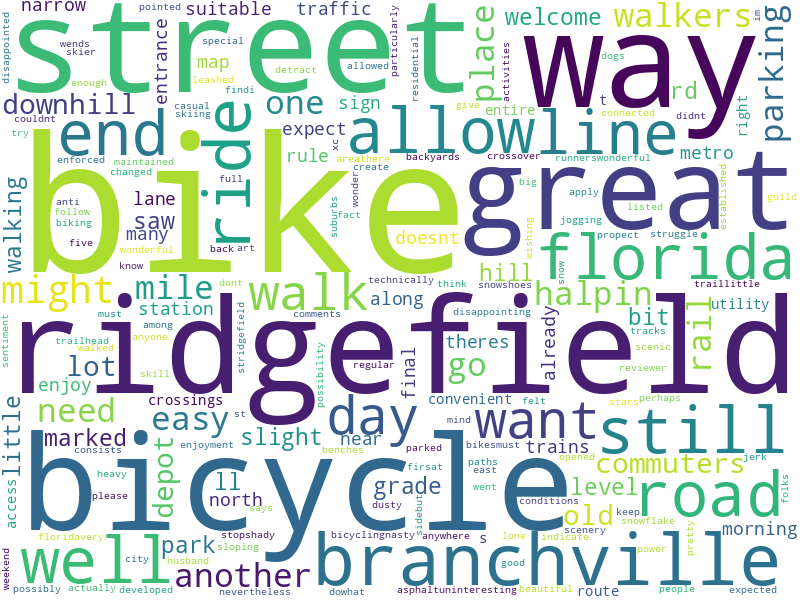 narrow
pointed
suitable
traffic
place
welcome
walkers
im
parking
disappointed
wends
skier
street
special
map
detract
allowed
particularly
residential
activities
way
dogs
entrance
enough
leashed
findi
casual
skiing
downhill
one
sign
entire
t
rd
connected
didnt
right
couldnt
try
end
ride
expect
allow
line
give
enforced
maintained
changed
rule
xc
areathere
backyards
crossover
runnerswonderful
metro
bike
great
walking
anti
follow
biking
lane
saw
full
wonder
create
big
apply
listed
established
guild
five
many
wonderful
back
art
suburbs
fact
doesnt
wishing
jogging
propect
struggle
know
florida
might
mile
dont
walk
technically
think
hill
snowshoes
snow
halpin
traillittle
must
station
along
comments
disappointing
bit
utility
tracks
rail
scenic
sentiment
trailhead
among
anyone
walked
stridgefield
ridgefield
theres
already
reviewer
lot
skill
possibility
regular
go
final
felt
stars
perhaps
enjoy
crossings
convenient
little
need
easy
st
day
mind
want
still
marked
consists
enjoyment
slight
near
benches
parked
trains
bikesmust
opened
commuters
jerk
access
heavy
depot
ll
bicycle
grade
firsat
paths
east
level
road
folks
please
north
says
dusty
went
conditions
old
keep
snowflake
floridavery
stopshady
bicyclingnasty
anywhere
s
scenery
morning
weekend
well
park
city
sloping
sidebut
lone
indicate
power
pretty
husband
another
good
branchville
possibly
actually
developed
nevertheless
dowhat
asphaltuninteresting
beautiful
route
people
expected